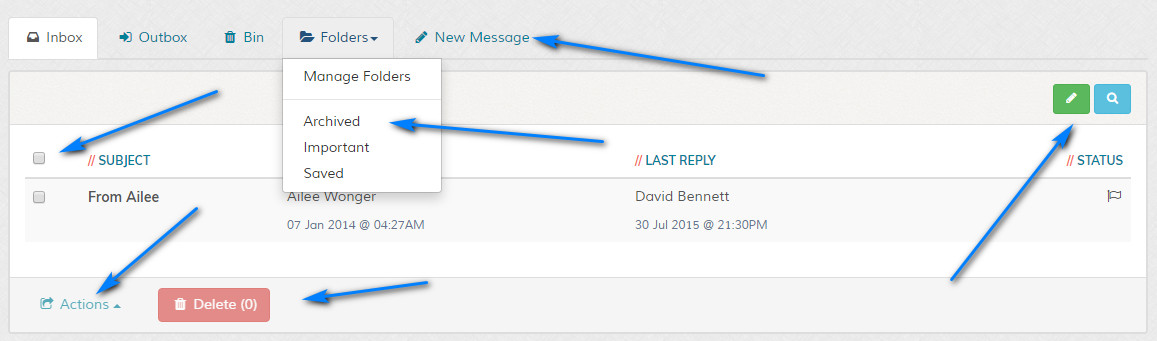 Inbox Outbox Bin Folders New Message
Manage Folders
Archived
Important
Saved
// SUBJECT // LAST REPLY // STATUS
From Ailee Ailee Wonger David Bennett
07 Jan 2014 @ 04:27AM 30 Jul 2015 @ 21:30PM
Actions Delete (0)